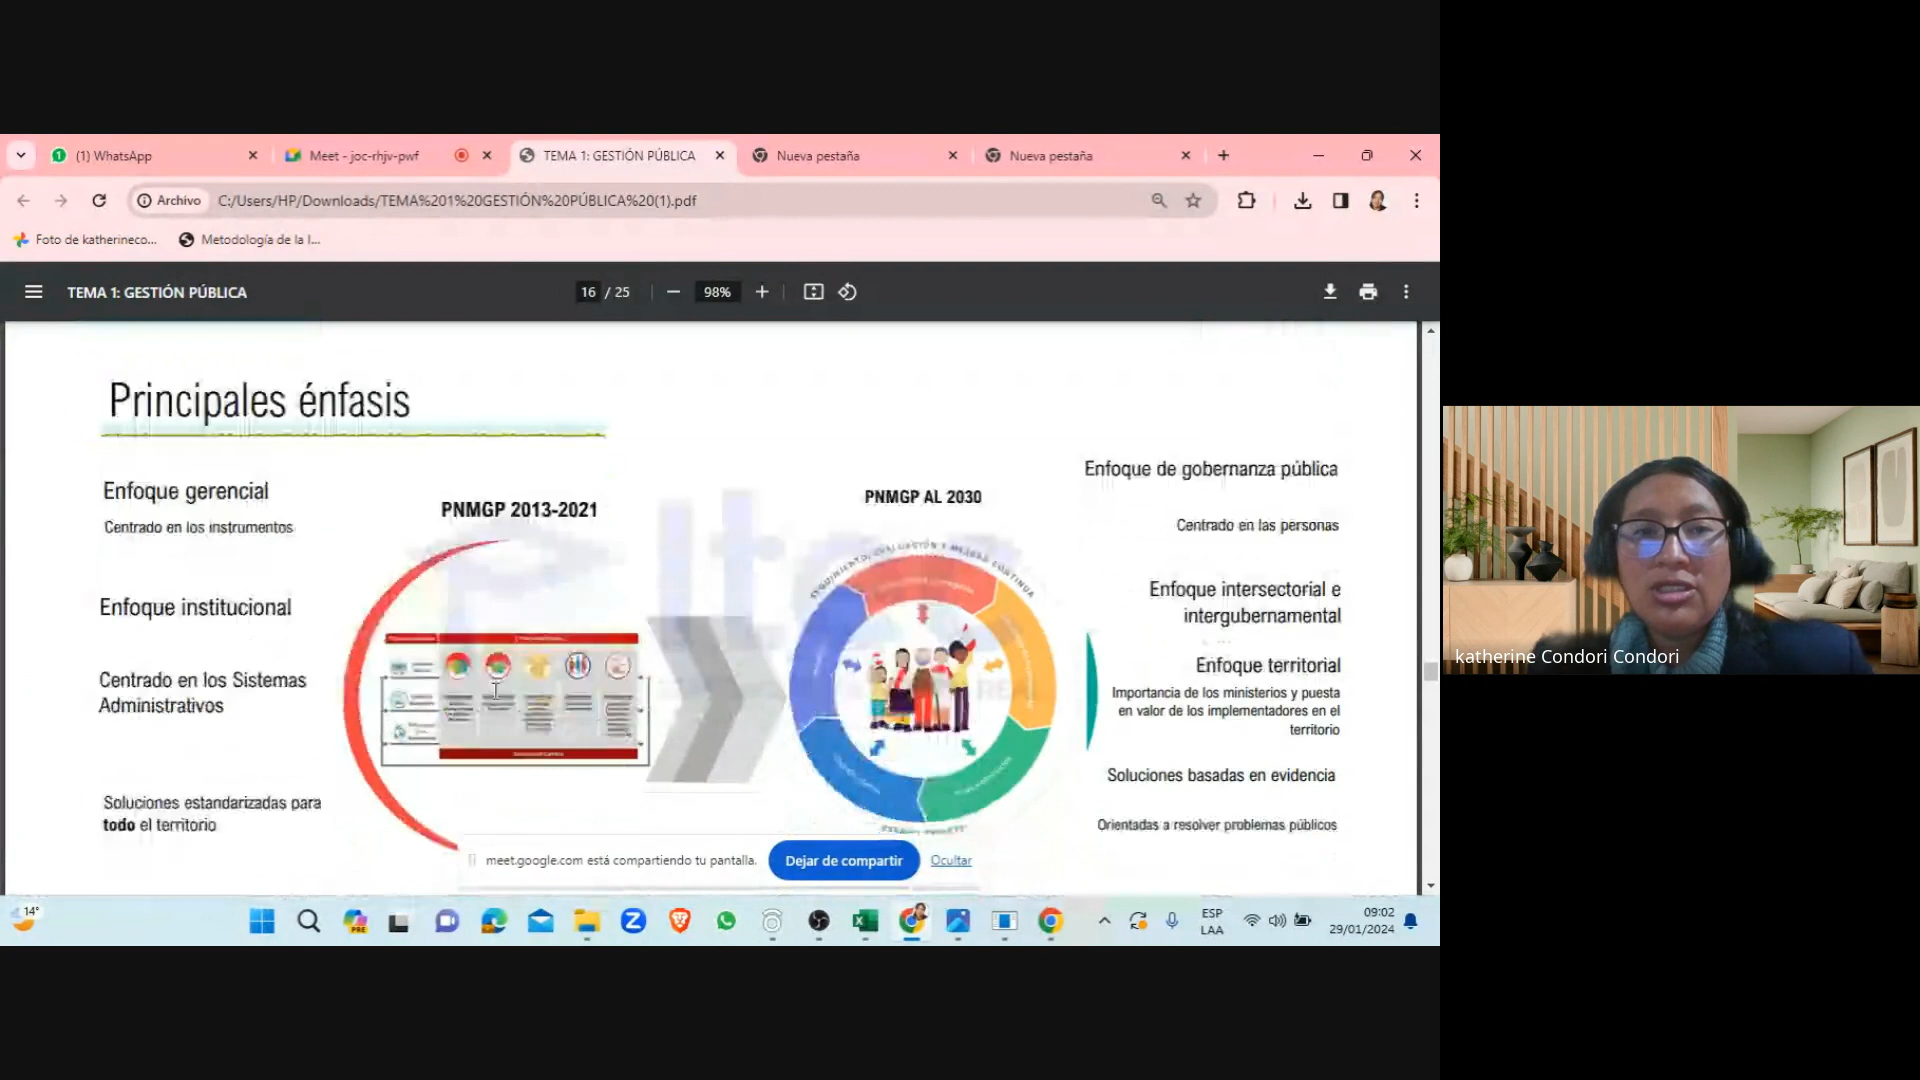 (1) WhatsApp
Meet - joc-rhjv-pwf
TEMA 1: GESTIÓN PÚBLICA
Nueva pestaña
Nueva pestaña
Archivo
C:/Users/HP/Downloads/TEMA%201%20GESTIÓN%20PÚBLICA%20(1).pdf
Foto de katherineco...
Metodología de la I...
TEMA 1: GESTIÓN PÚBLICA
16 / 25
98%
Principales énfasis
Enfoque gerencial
Centrado en los instrumentos
Enfoque institucional
Centrado en los Sistemas
Administrativos
Soluciones estandarizadas para
todo el territorio
PNMGP 2013-2021
PNMGP AL 2030
SEGUIMIENTO, EVALUACIÓN Y MEJORA CONTINUA
Enfoque de gobernanza pública
Centrado en las personas
Enfoque intersectorial e
intergubernamental
Enfoque territorial
Importancia de los ministerios y puesta
en valor de los implementadores en el
territorio
Soluciones basadas en evidencia
Orientadas a resolver problemas públicos
meet.google.com está compartiendo tu pantalla.
Dejar de compartir
Ocultar
katherine Condori Condori
14°
PRE
ESP
LAA
09:02
29/01/2024